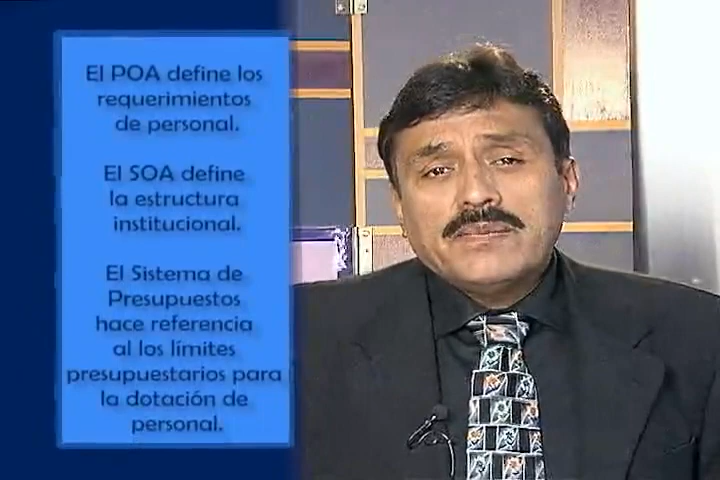 El POA define los
requerimientos
de personal.
El SOA define
la estructura
institucional.
El Sistema de
Presupuestos
hace referencia
al los límites
presupuestarios para
la dotación de
personal.